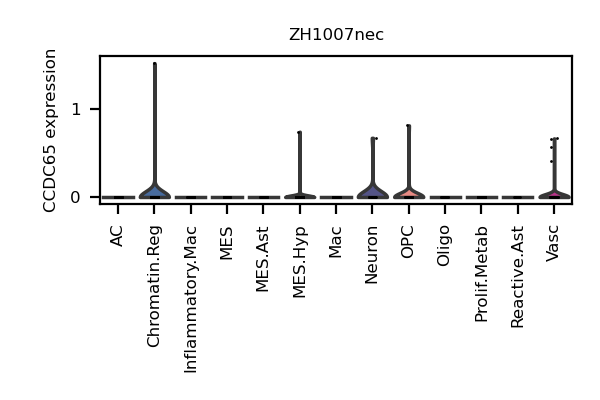 ZH1007nec
CCDC65 expression
1
0
AC
Chromatin.Reg
Inflammatory.Mac
MES
MES.Ast
MES.Hyp
Mac
Neuron
OPC
Oligo
Prolif.Metab
Reactive.Ast
Vasc